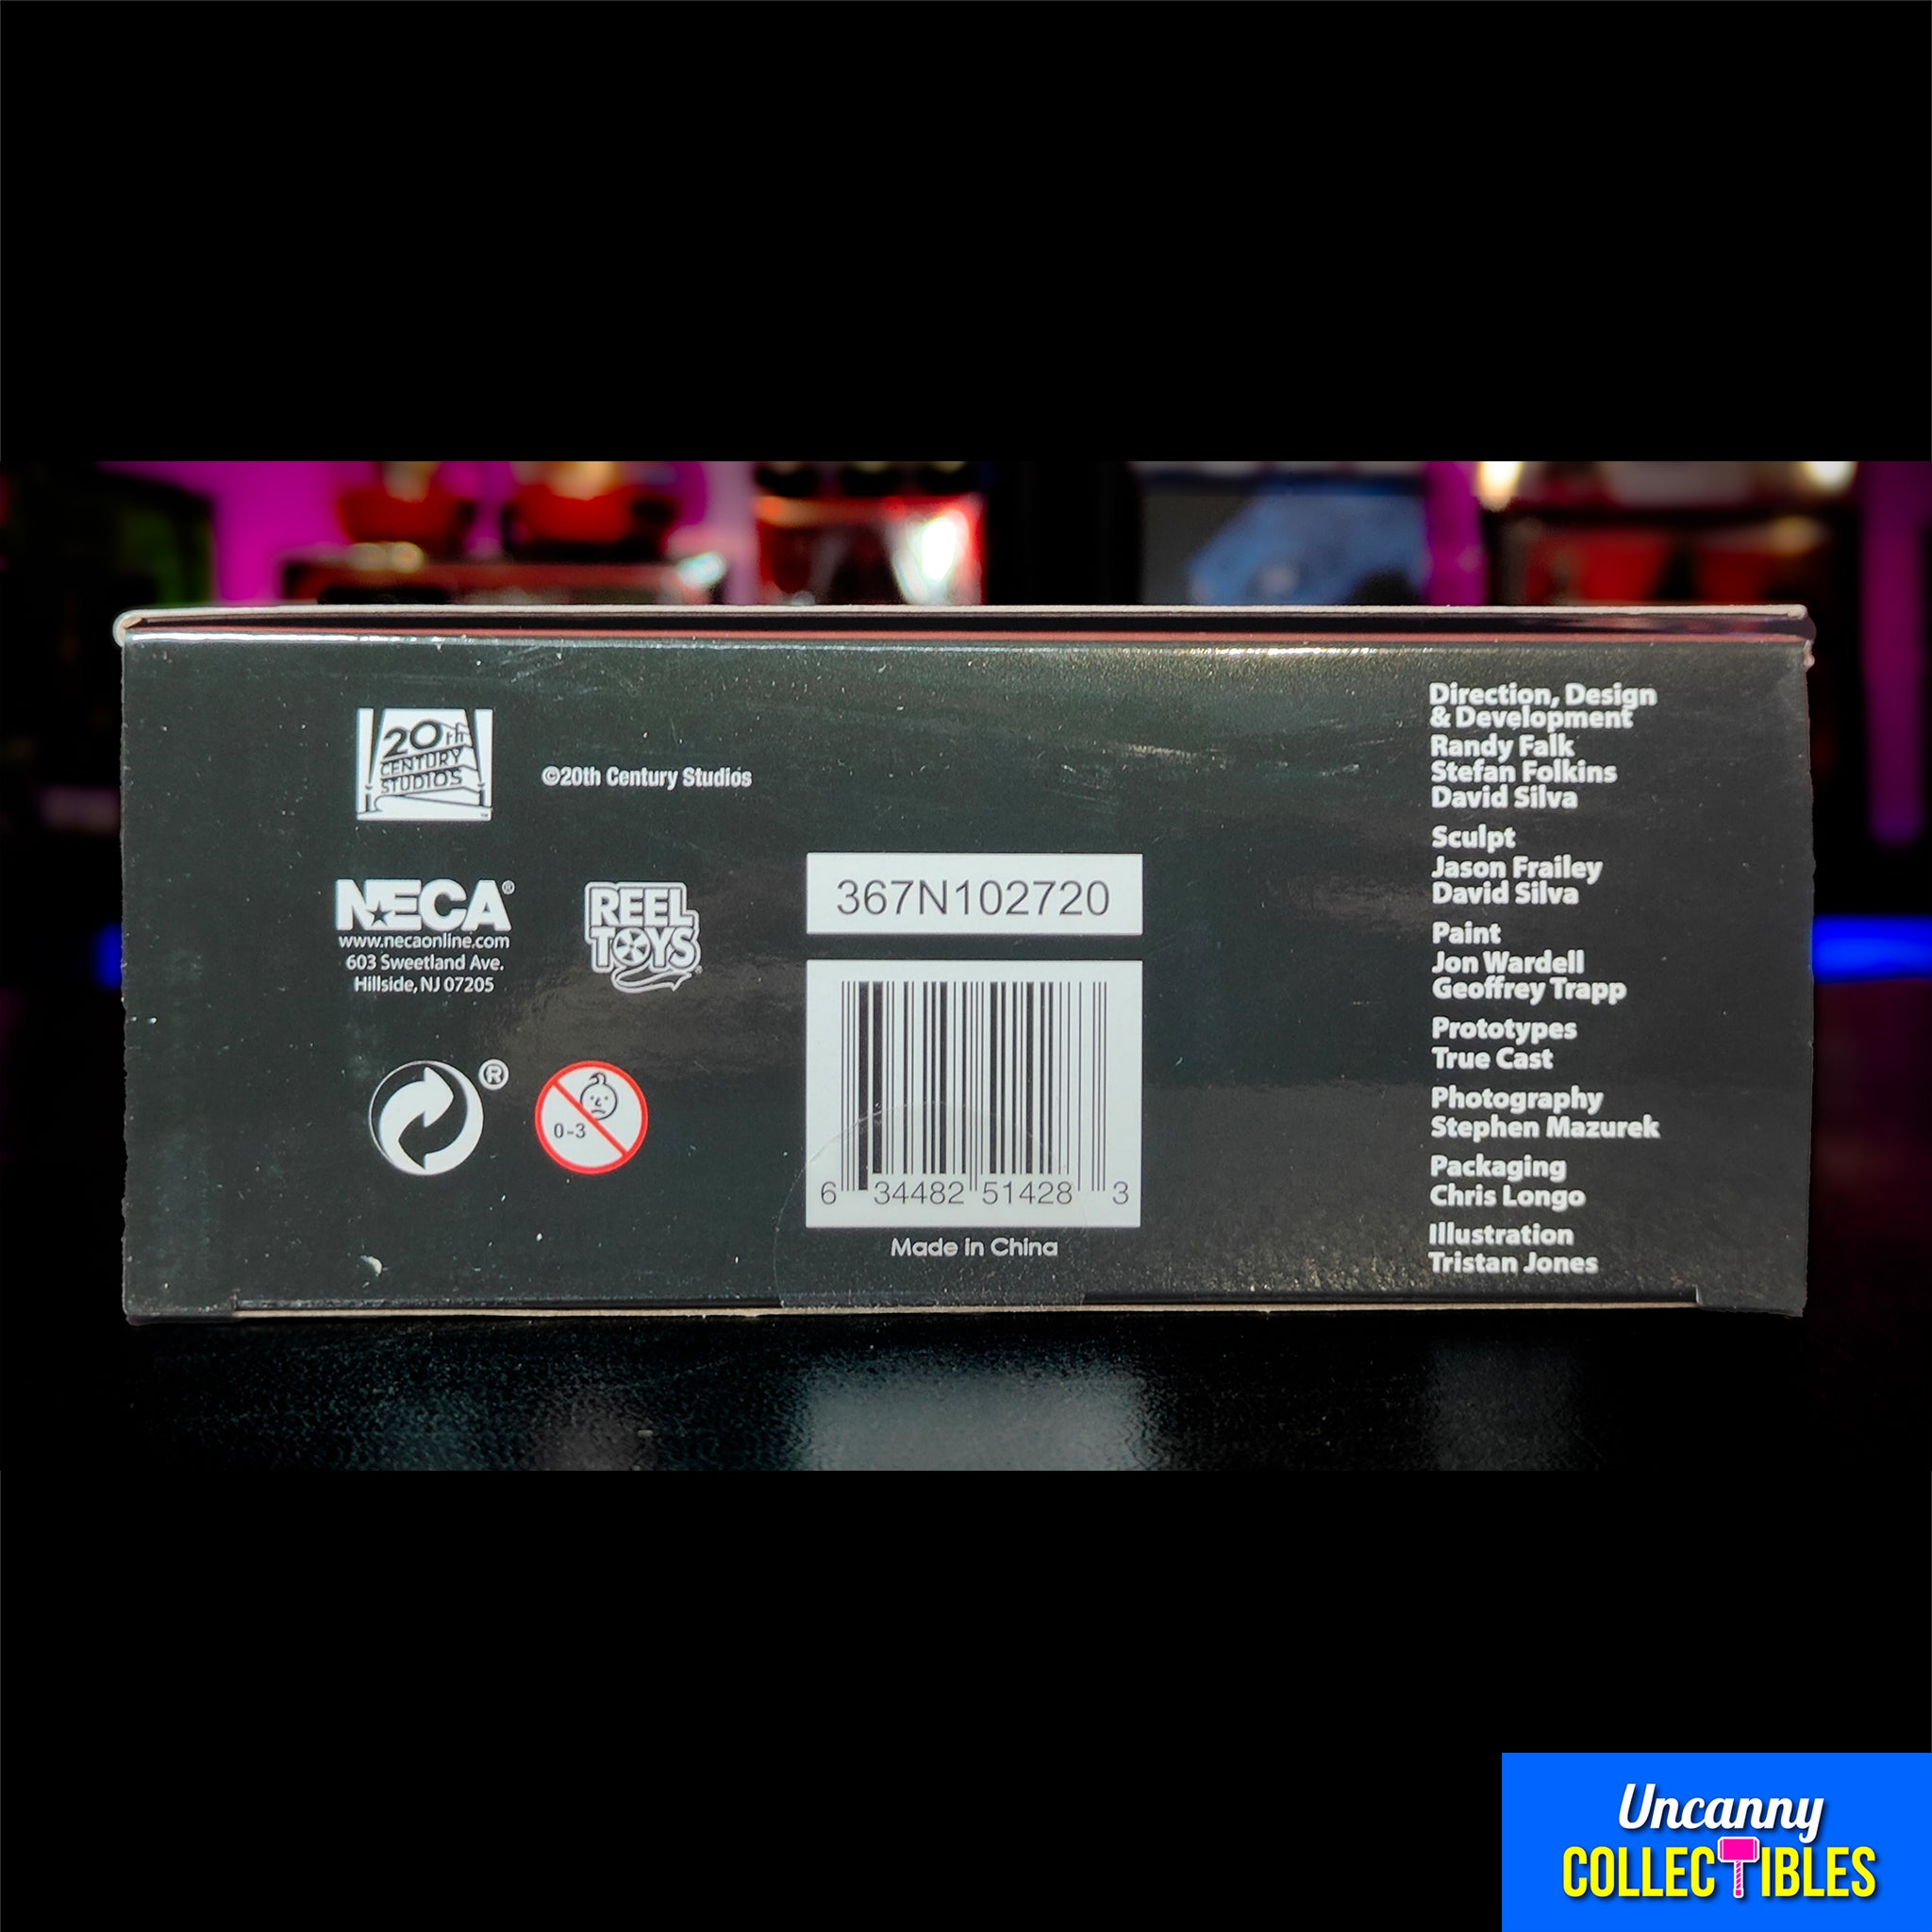 20th
CENTURY
STUDIOS
™
©20th Century Studios
NECA®
www.necaonline.com
603 Sweetland Ave.
Hillside, NJ 07205
REEL
TOYS
®
0-3
367N102720
6 34482 51428 3
Made in China
Direction, Design
& Development
Randy Falk
Stefan Folkins
David Silva
Sculpt
Jason Frailey
David Silva
Paint
Jon Wardell
Geoffrey Trapp
Prototypes
True Cast
Photography
Stephen Mazurek
Packaging
Chris Longo
Illustration
Tristan Jones
Uncanny
COLLECTIBLES